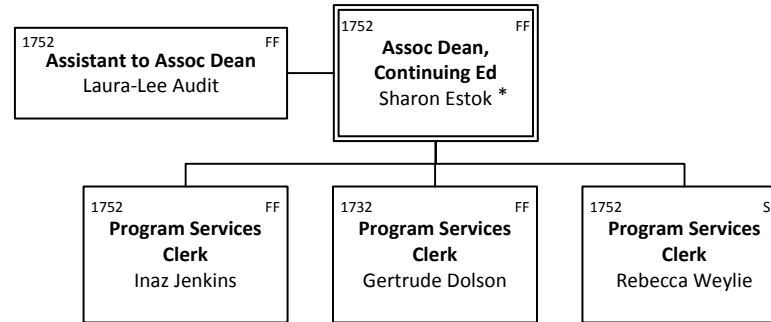 1752 FF
Assistant to Assoc Dean
Laura-Lee Audit
1752 FF
Assoc Dean,
Continuing Ed
Sharon Estok *
1752 FF
Program Services
Clerk
Inaz Jenkins
1732 FF
Program Services
Clerk
Gertrude Dolson
1752
Program Services
Clerk
Rebecca Weylie